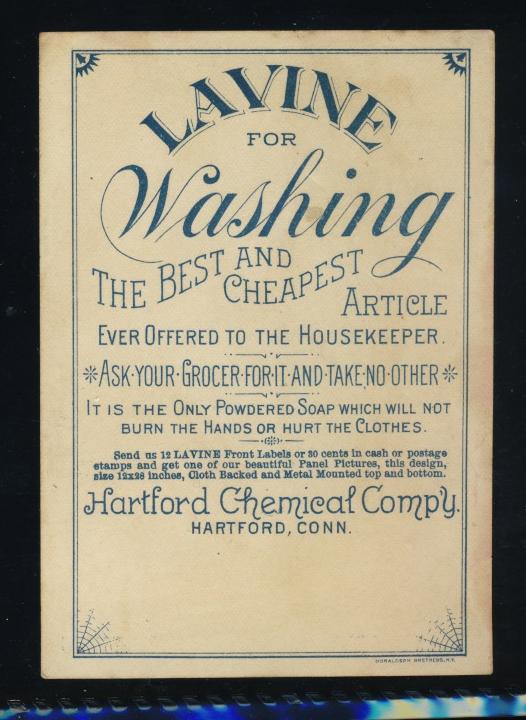 LAVINE
FOR
Washing
THE BEST AND CHEAPEST
ARTICLE
EVER OFFERED TO THE HOUSEKEEPER.
ASK·YOUR·GROCER·FOR·IT·AND·TAKE·NO·OTHER
IT IS THE ONLY POWDERED SOAP WHICH WILL NOT
BURN THE HANDS OR HURT THE CLOTHES.
Send us 12 LAVINE Front Labels or 30 cents in cash or postage
stamps and get one of our beautiful Panel Pictures, this design,
size 12x28 inches, Cloth Backed and Metal Mounted top and bottom.
Hartford Chemical Compy.
HARTFORD, CONN.
DONALDSON BROTHERS, N.Y.